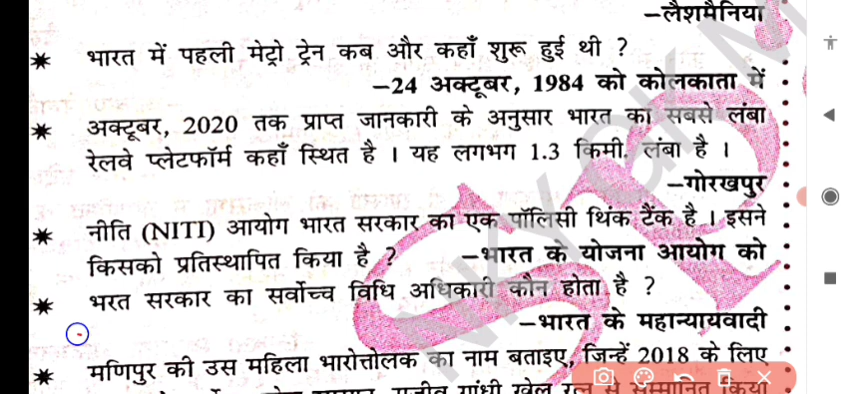 –लैशमैनिया
* भारत में पहली मेट्रो ट्रेन कब और कहाँ शुरू हुई थी ?
–24 अक्टूबर, 1984 को कोलकाता में
* अक्टूबर, 2020 तक प्राप्त जानकारी के अनुसार भारत का सबसे लंबा
रेलवे प्लेटफॉर्म कहाँ स्थित है । यह लगभग 1.3 किमी. लंबा है ।
–गोरखपुर
* नीति (NITI) आयोग भारत सरकार का एक पॉलिसी थिंक टैंक है । इसने
किसको प्रतिस्थापित किया है ? –भारत के योजना आयोग को
* भरत सरकार का सर्वोच्च विधि अधिकारी कौन होता है ?
–भारत के महान्यायवादी
* मणिपुर की उस महिला भारोत्तोलक का नाम बताइए, जिन्हें 2018 के लिए
राजीव गांधी खेल रत्न से सम्मानित किया